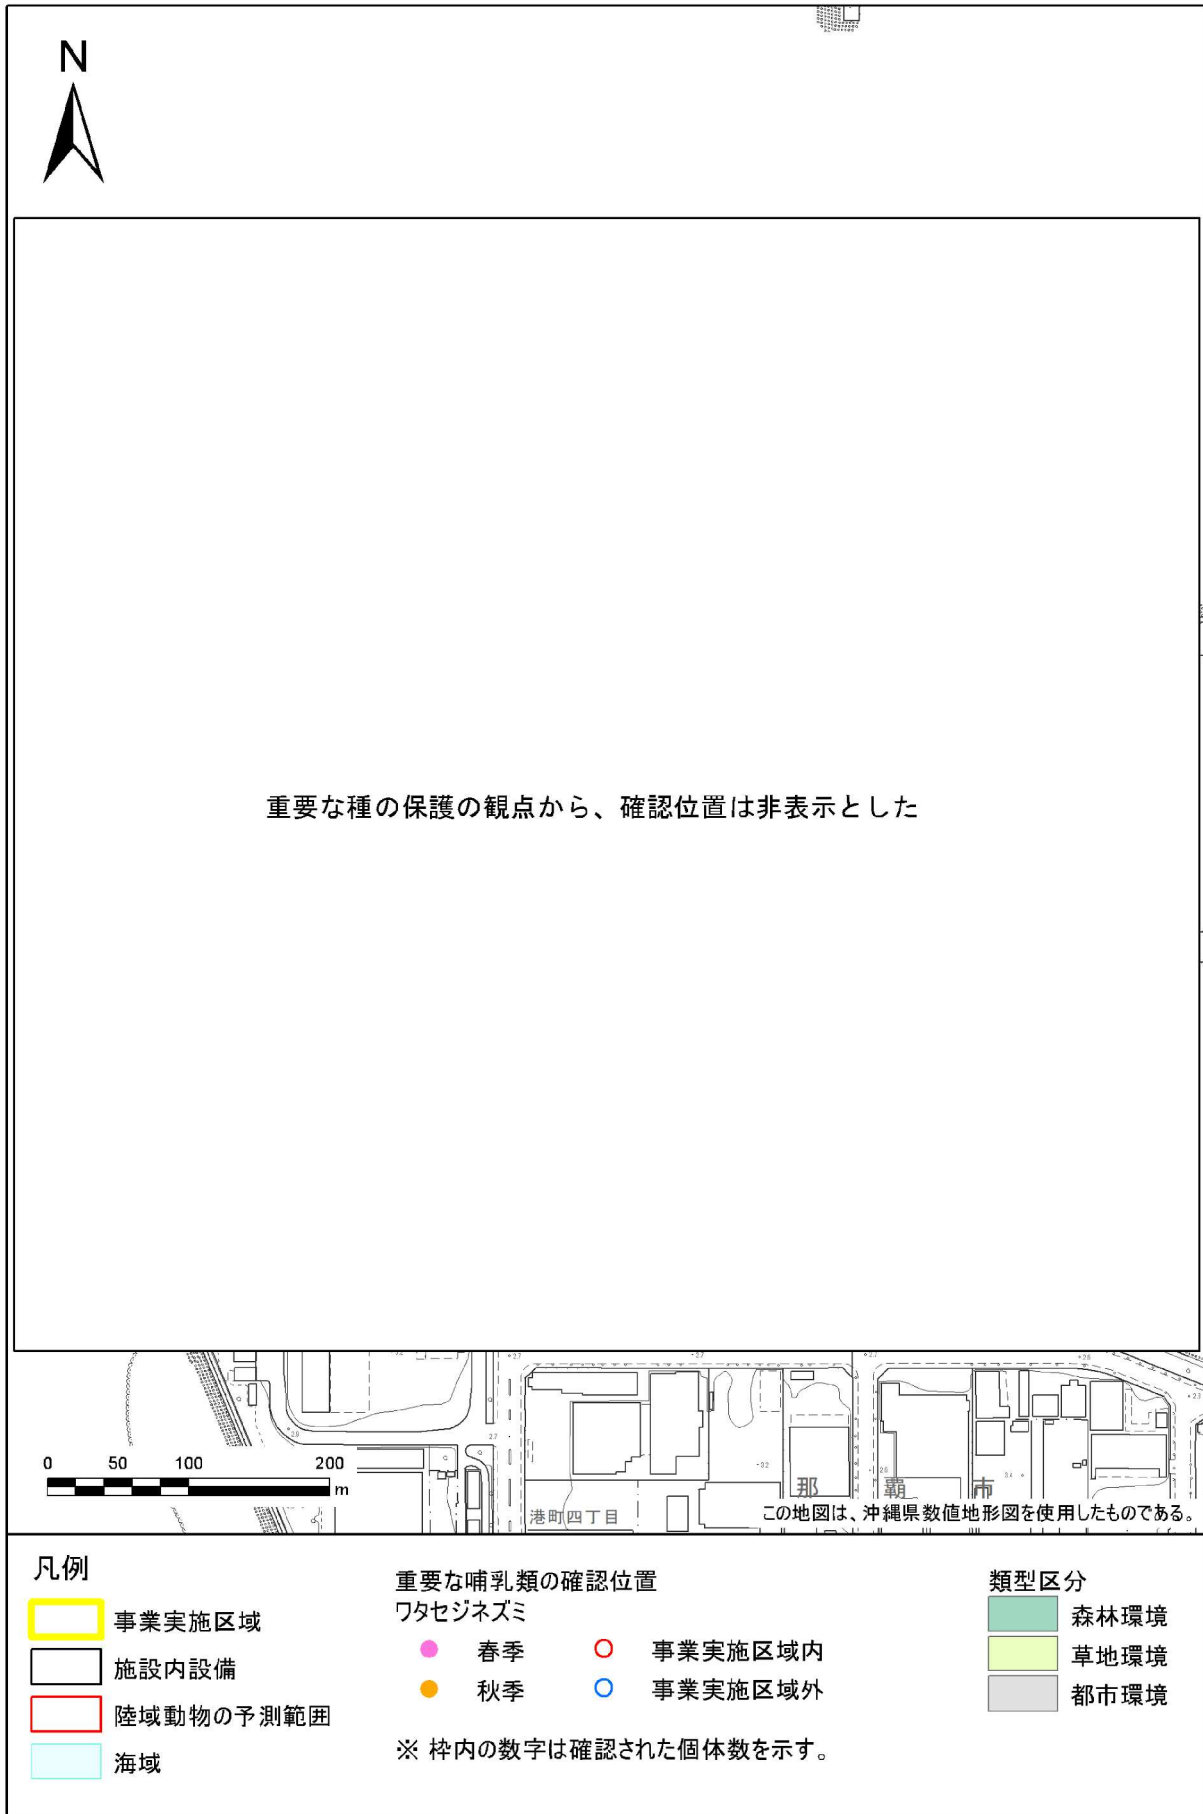 N
重要な種の保護の観点から、確認位置は非表示とした
0 50 100 200
m
那覇市
港町四丁目
この地図は、沖縄県数値地形図を使用したものである。
凡例
事業実施区域
施設内設備
陸域動物の予測範囲
海域
重要な哺乳類の確認位置
ワタセジネズミ
春季
事業実施区域内
秋季
事業実施区域外
※ 枠内の数字は確認された個体数を示す。
類型区分
森林環境
草地環境
都市環境